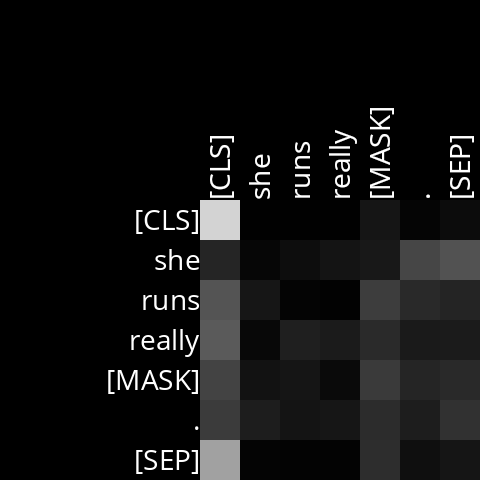 [CLS] she runs really [MASK] . [SEP]
[CLS]
she
runs
really
[MASK]
.
[SEP]